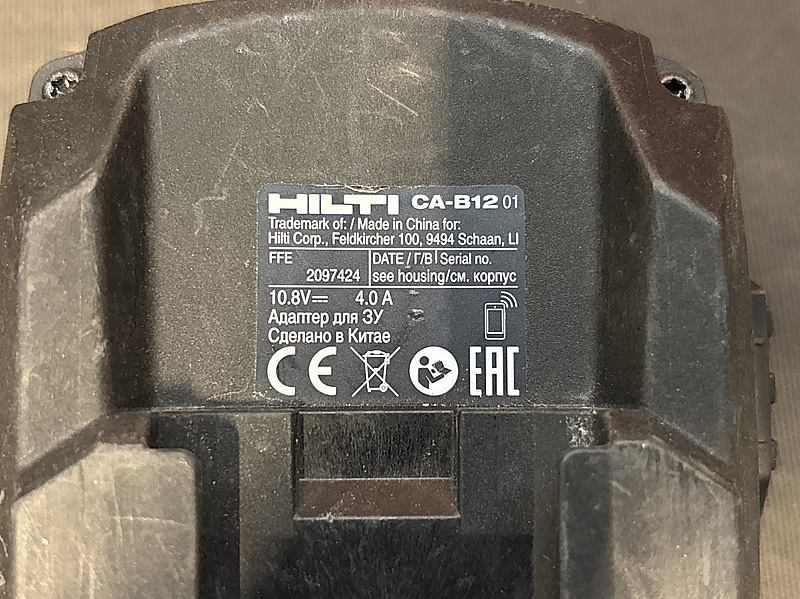 HILTI CA-B12 01
Trademark of: / Made in China for:
Hilti Corp., Feldkircher 100, 9494 Schaan, LI
FFE DATE / Г/В Serial no.
2097424 see housing/см. корпус
10.8V⎓ 4.0 A
Адаптер для ЗУ
Сделано в Китае
CE EAC